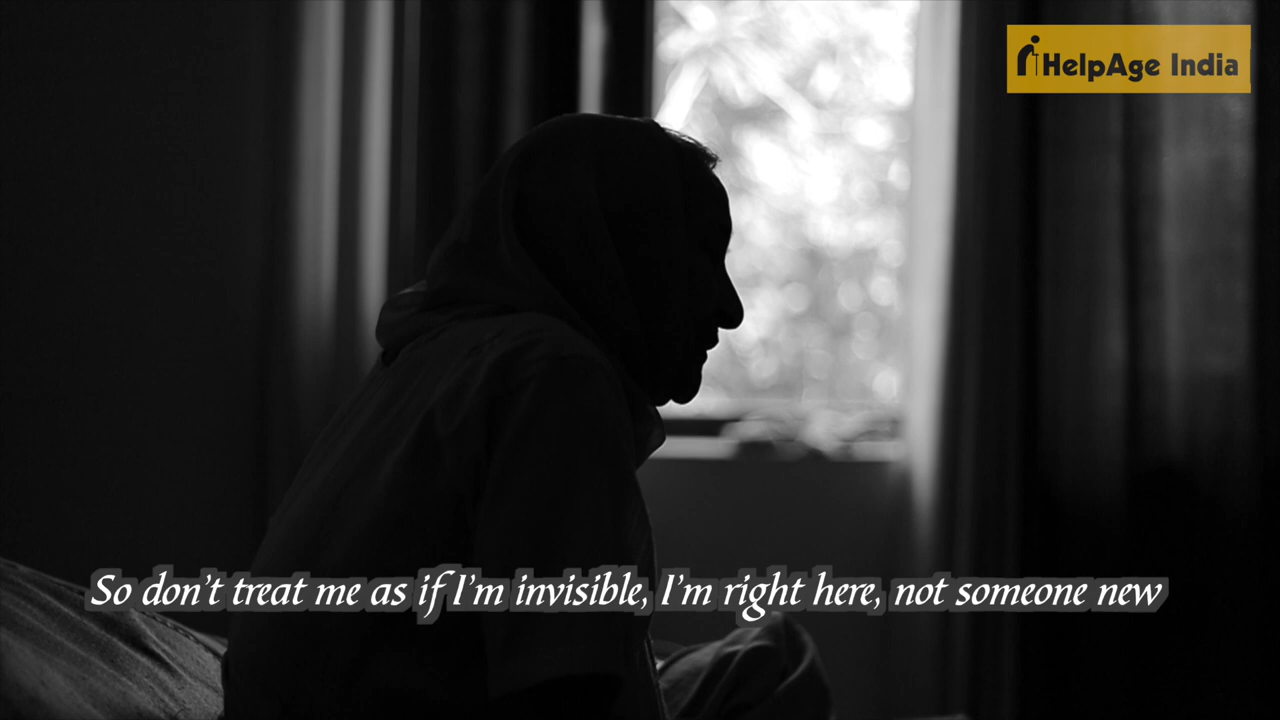 HelpAge India
So don't treat me as if I'm invisible, I'm right here, not someone new